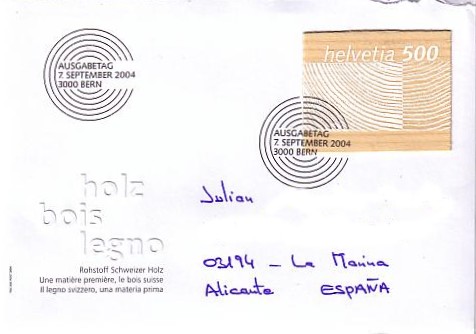 AUSGABETAG
7. SEPTEMBER 2004
3000 BERN
helvetia 500
AUSGABETAG
7. SEPTEMBER 2004
3000 BERN
holz
bois
legno
Rohstoff Schweizer Holz
Une matière première, le bois suisse
Il legno svizzero, una materia prima
Julian
03194 - La Marina
Alicante ESPAÑA